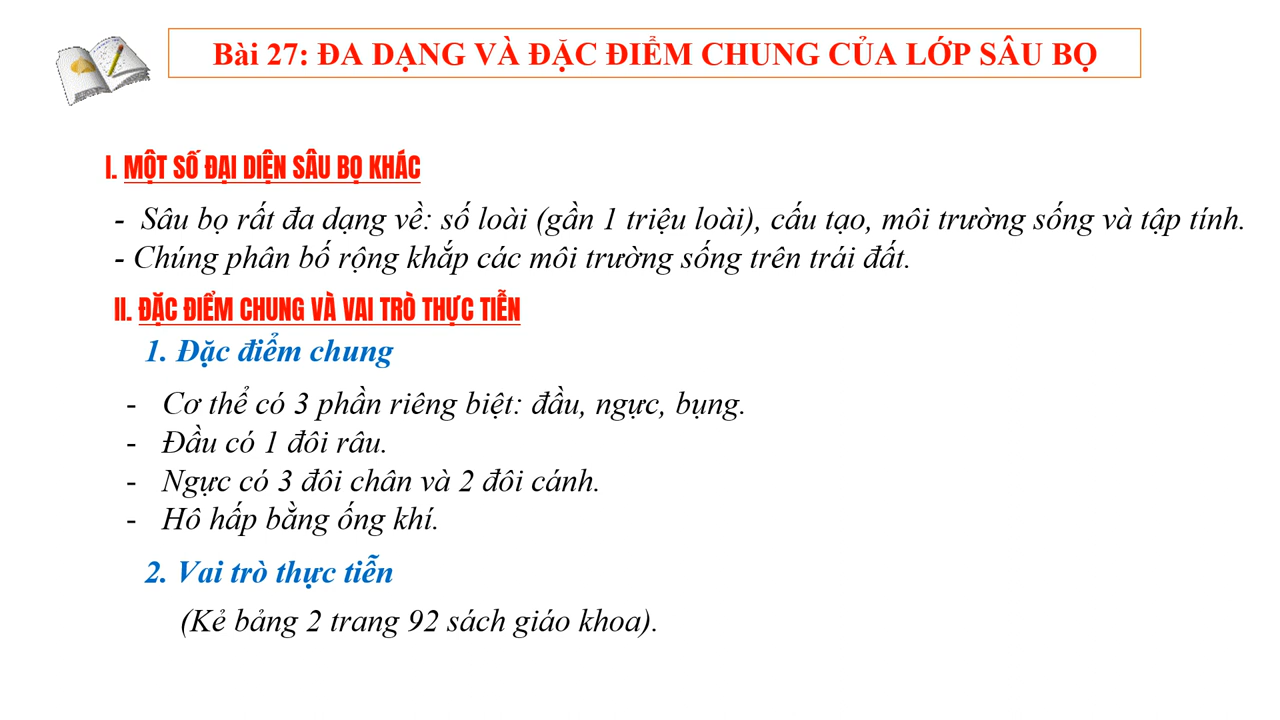 Bài 27: ĐA DẠNG VÀ ĐẶC ĐIỂM CHUNG CỦA LỚP SÂU BỌ
I. MỘT SỐ ĐẠI DIỆN SÂU BỌ KHÁC
- Sâu bọ rất đa dạng về: số loài (gần 1 triệu loài), cấu tạo, môi trường sống và tập tính.
- Chúng phân bố rộng khắp các môi trường sống trên trái đất.
II. ĐẶC ĐIỂM CHUNG VÀ VAI TRÒ THỰC TIỄN
1. Đặc điểm chung
- Cơ thể có 3 phần riêng biệt: đầu, ngực, bụng.
- Đầu có 1 đôi râu.
- Ngực có 3 đôi chân và 2 đôi cánh.
- Hô hấp bằng ống khí.
2. Vai trò thực tiễn
(Kẻ bảng 2 trang 92 sách giáo khoa).